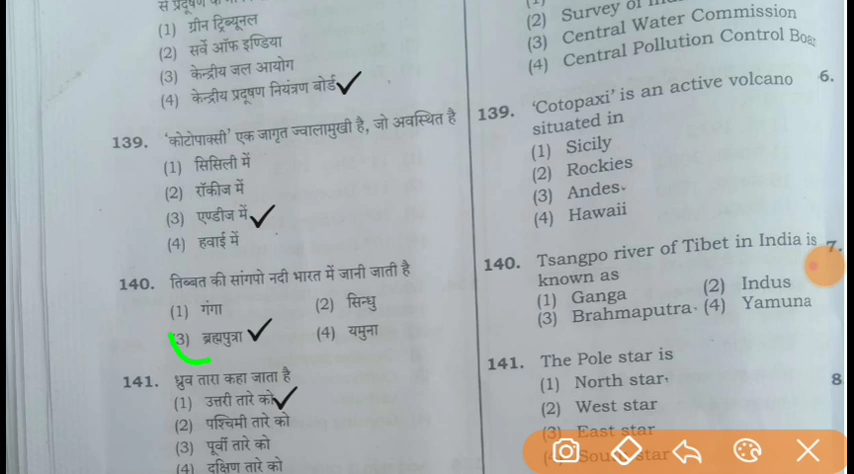 (1) ग्रीन ट्रिब्यूनल
(2) सर्वे ऑफ इण्डिया
(3) केन्द्रीय जल आयोग
(4) केन्द्रीय प्रदूषण नियंत्रण बोर्ड
139. 'कोटोपाक्सी' एक जागृत ज्वालामुखी है, जो अवस्थित है
(1) सिसिली में
(2) रॉकीज में
(3) एण्डीज में
(4) हवाई में
140. तिब्बत की सांगपो नदी भारत में जानी जाती है
(1) गंगा (2) सिन्धु
(3) ब्रह्मपुत्रा (4) यमुना
141. ध्रुव तारा कहा जाता है
(1) उत्तरी तारे को
(2) पश्चिमी तारे को
(3) पूर्वी तारे को
(4) दक्षिण तारे को
(2) Survey of
(3) Central Water Commission
(4) Central Pollution Control
139. 'Cotopaxi' is an active volcano
situated in
(1) Sicily
(2) Rockies
(3) Andes
(4) Hawaii
140. Tsangpo river of Tibet in India is
known as
(1) Ganga (2) Indus
(3) Brahmaputra (4) Yamuna
141. The Pole star is
(1) North star
(2) West star
(3) East star
South star
6.
7.
8